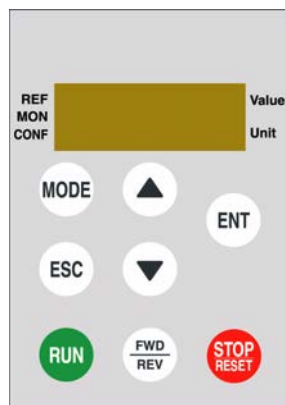 REF
MON
CONF
Value
Unit
MODE
ENT
ESC
RUN
FWD
REV
STOP
RESET